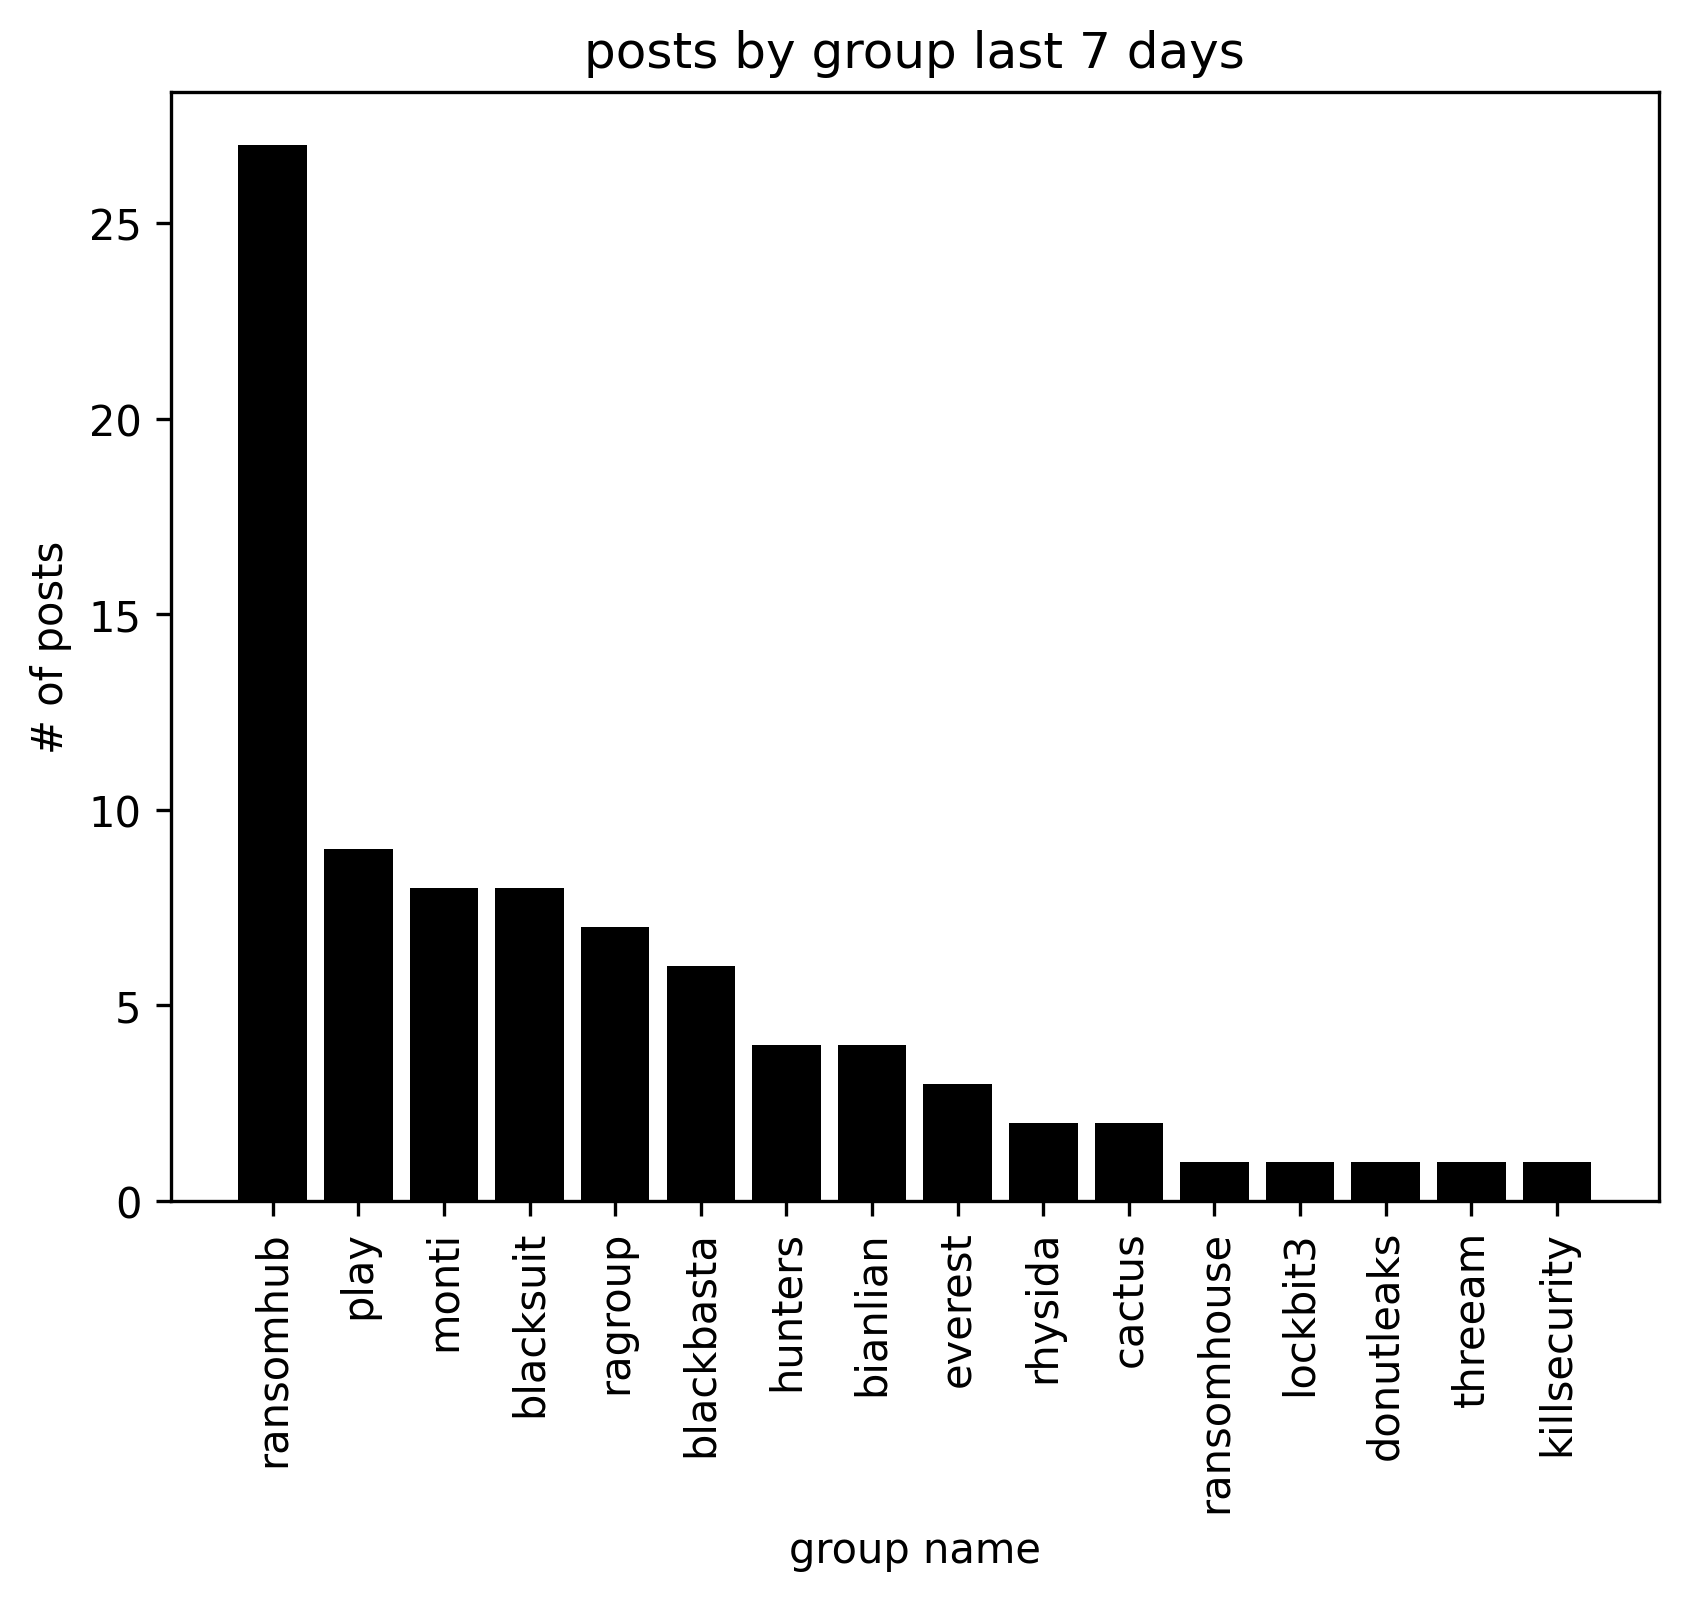 posts by group last 7 days
# of posts
25
20
15
10
5
0
ransomhub
play
monti
blacksuit
ragroup
blackbasta
hunters
bianlian
everest
rhysida
cactus
ransomhouse
lockbit3
donutleaks
threeam
killsecurity
group name